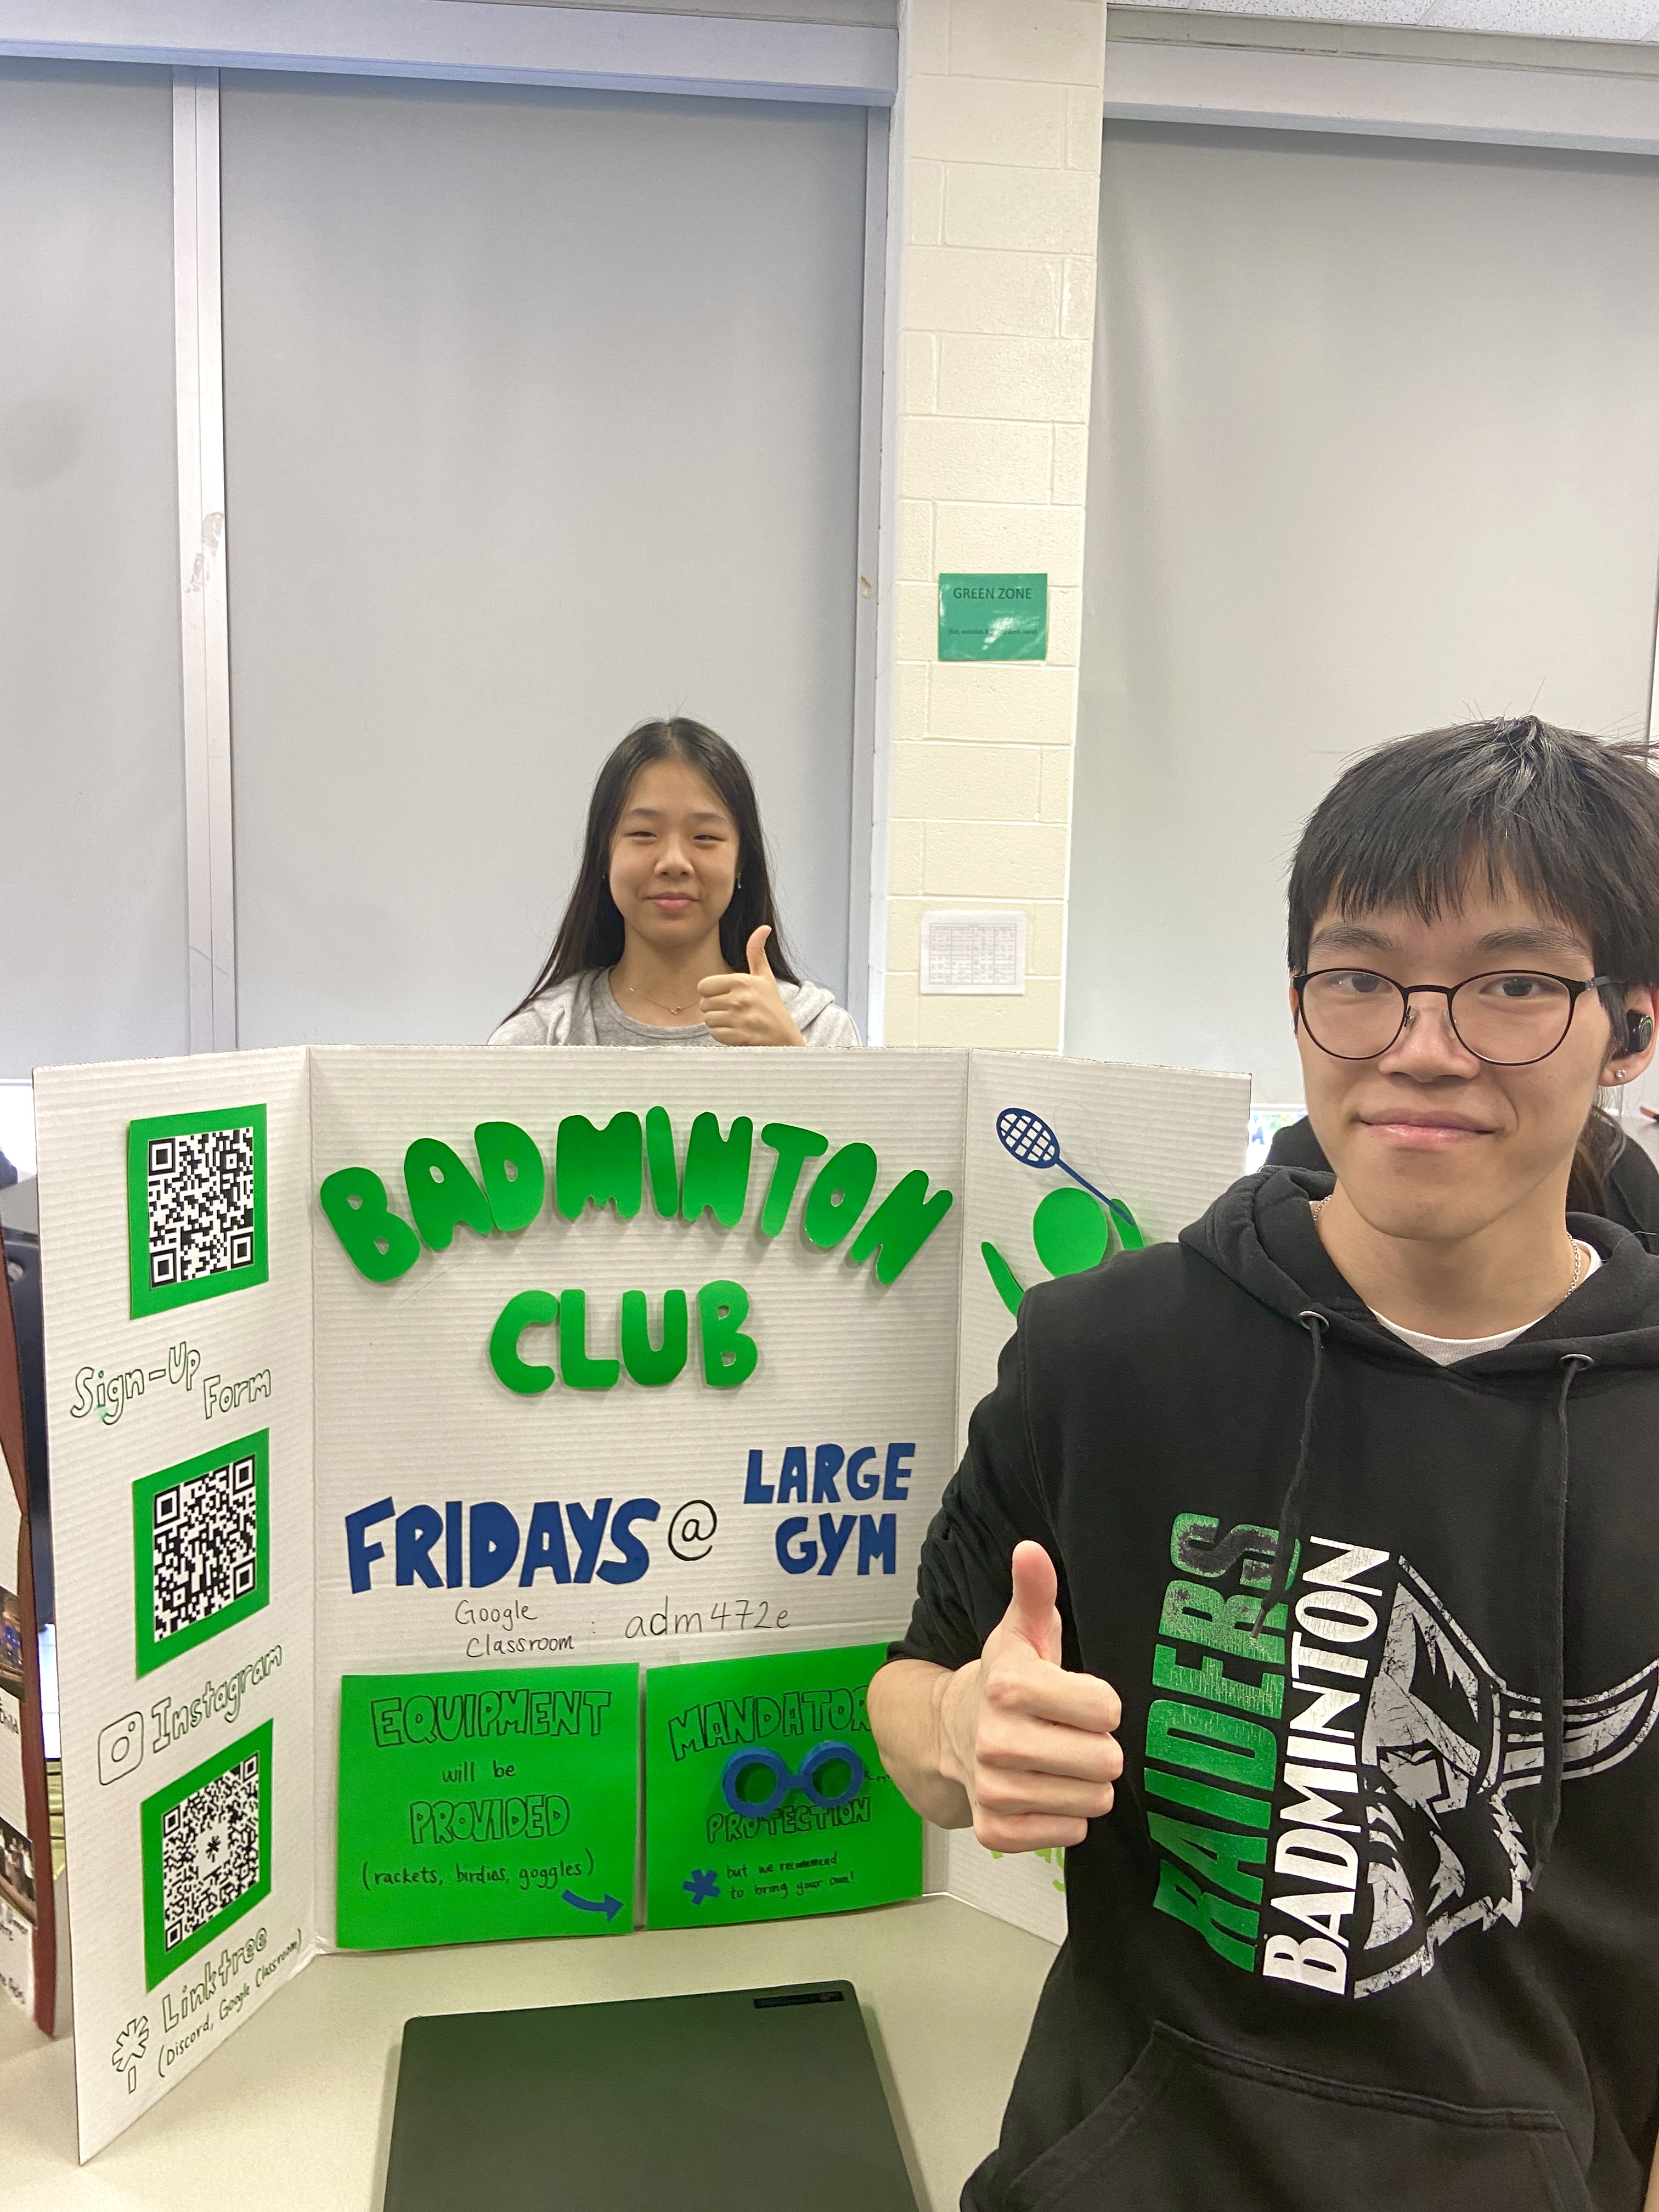 GREEN ZONE
BADMINTON
CLUB
FRIDAYS @ LARGE
GYM
Google
Classroom : adm472e
Sign-Up
Form
Instagram
Linktree
(Discord, Google Classroom)
EQUIPMENT
will be
PROVIDED
(rackets, birdies, goggles)
MANDATOR
PROTECTION
* but we recommend
to bring your own!
RAIDERS
BADMINTON